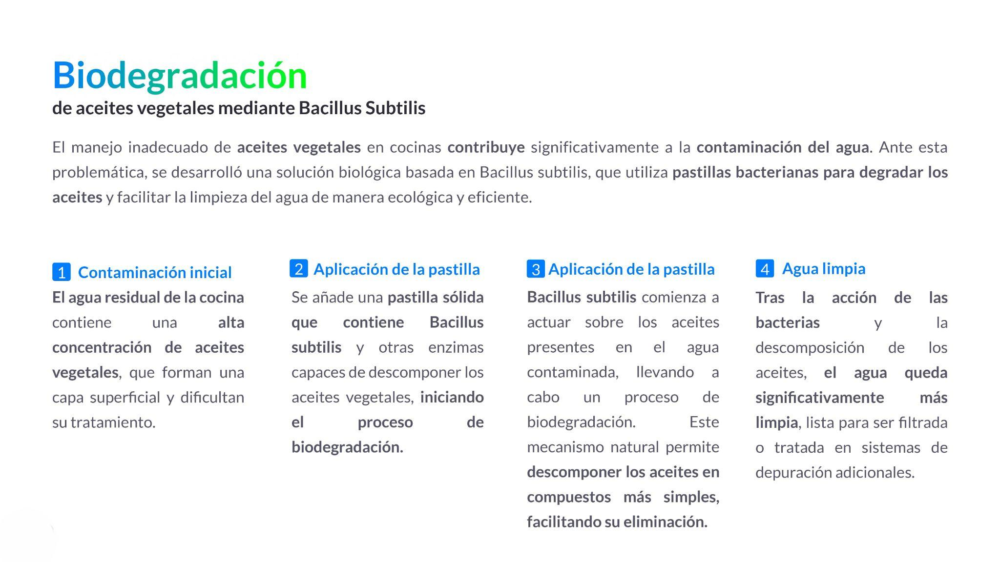 Biodegradación
de aceites vegetales mediante Bacillus Subtilis
El manejo inadecuado de aceites vegetales en cocinas contribuye significativamente a la contaminación del agua. Ante esta
problemática, se desarrolló una solución biológica basada en Bacillus subtilis, que utiliza pastillas bacterianas para degradar los
aceites y facilitar la limpieza del agua de manera ecológica y eficiente.
1 Contaminación inicial
El agua residual de la cocina
contiene una alta
concentración de aceites
vegetales, que forman una
capa superficial y dificultan
su tratamiento.
2 Aplicación de la pastilla
Se añade una pastilla sólida
que contiene Bacillus
subtilis y otras enzimas
capaces de descomponer los
aceites vegetales, iniciando
el proceso de
biodegradación.
3 Aplicación de la pastilla
Bacillus subtilis comienza a
actuar sobre los aceites
presentes en el agua
contaminada, llevando a
cabo un proceso de
biodegradación. Este
mecanismo natural permite
descomponer los aceites en
compuestos más simples,
facilitando su eliminación.
4 Agua limpia
Tras la acción de las
bacterias y la
descomposición de los
aceites, el agua queda
significativamente más
limpia, lista para ser filtrada
o tratada en sistemas de
depuración adicionales.